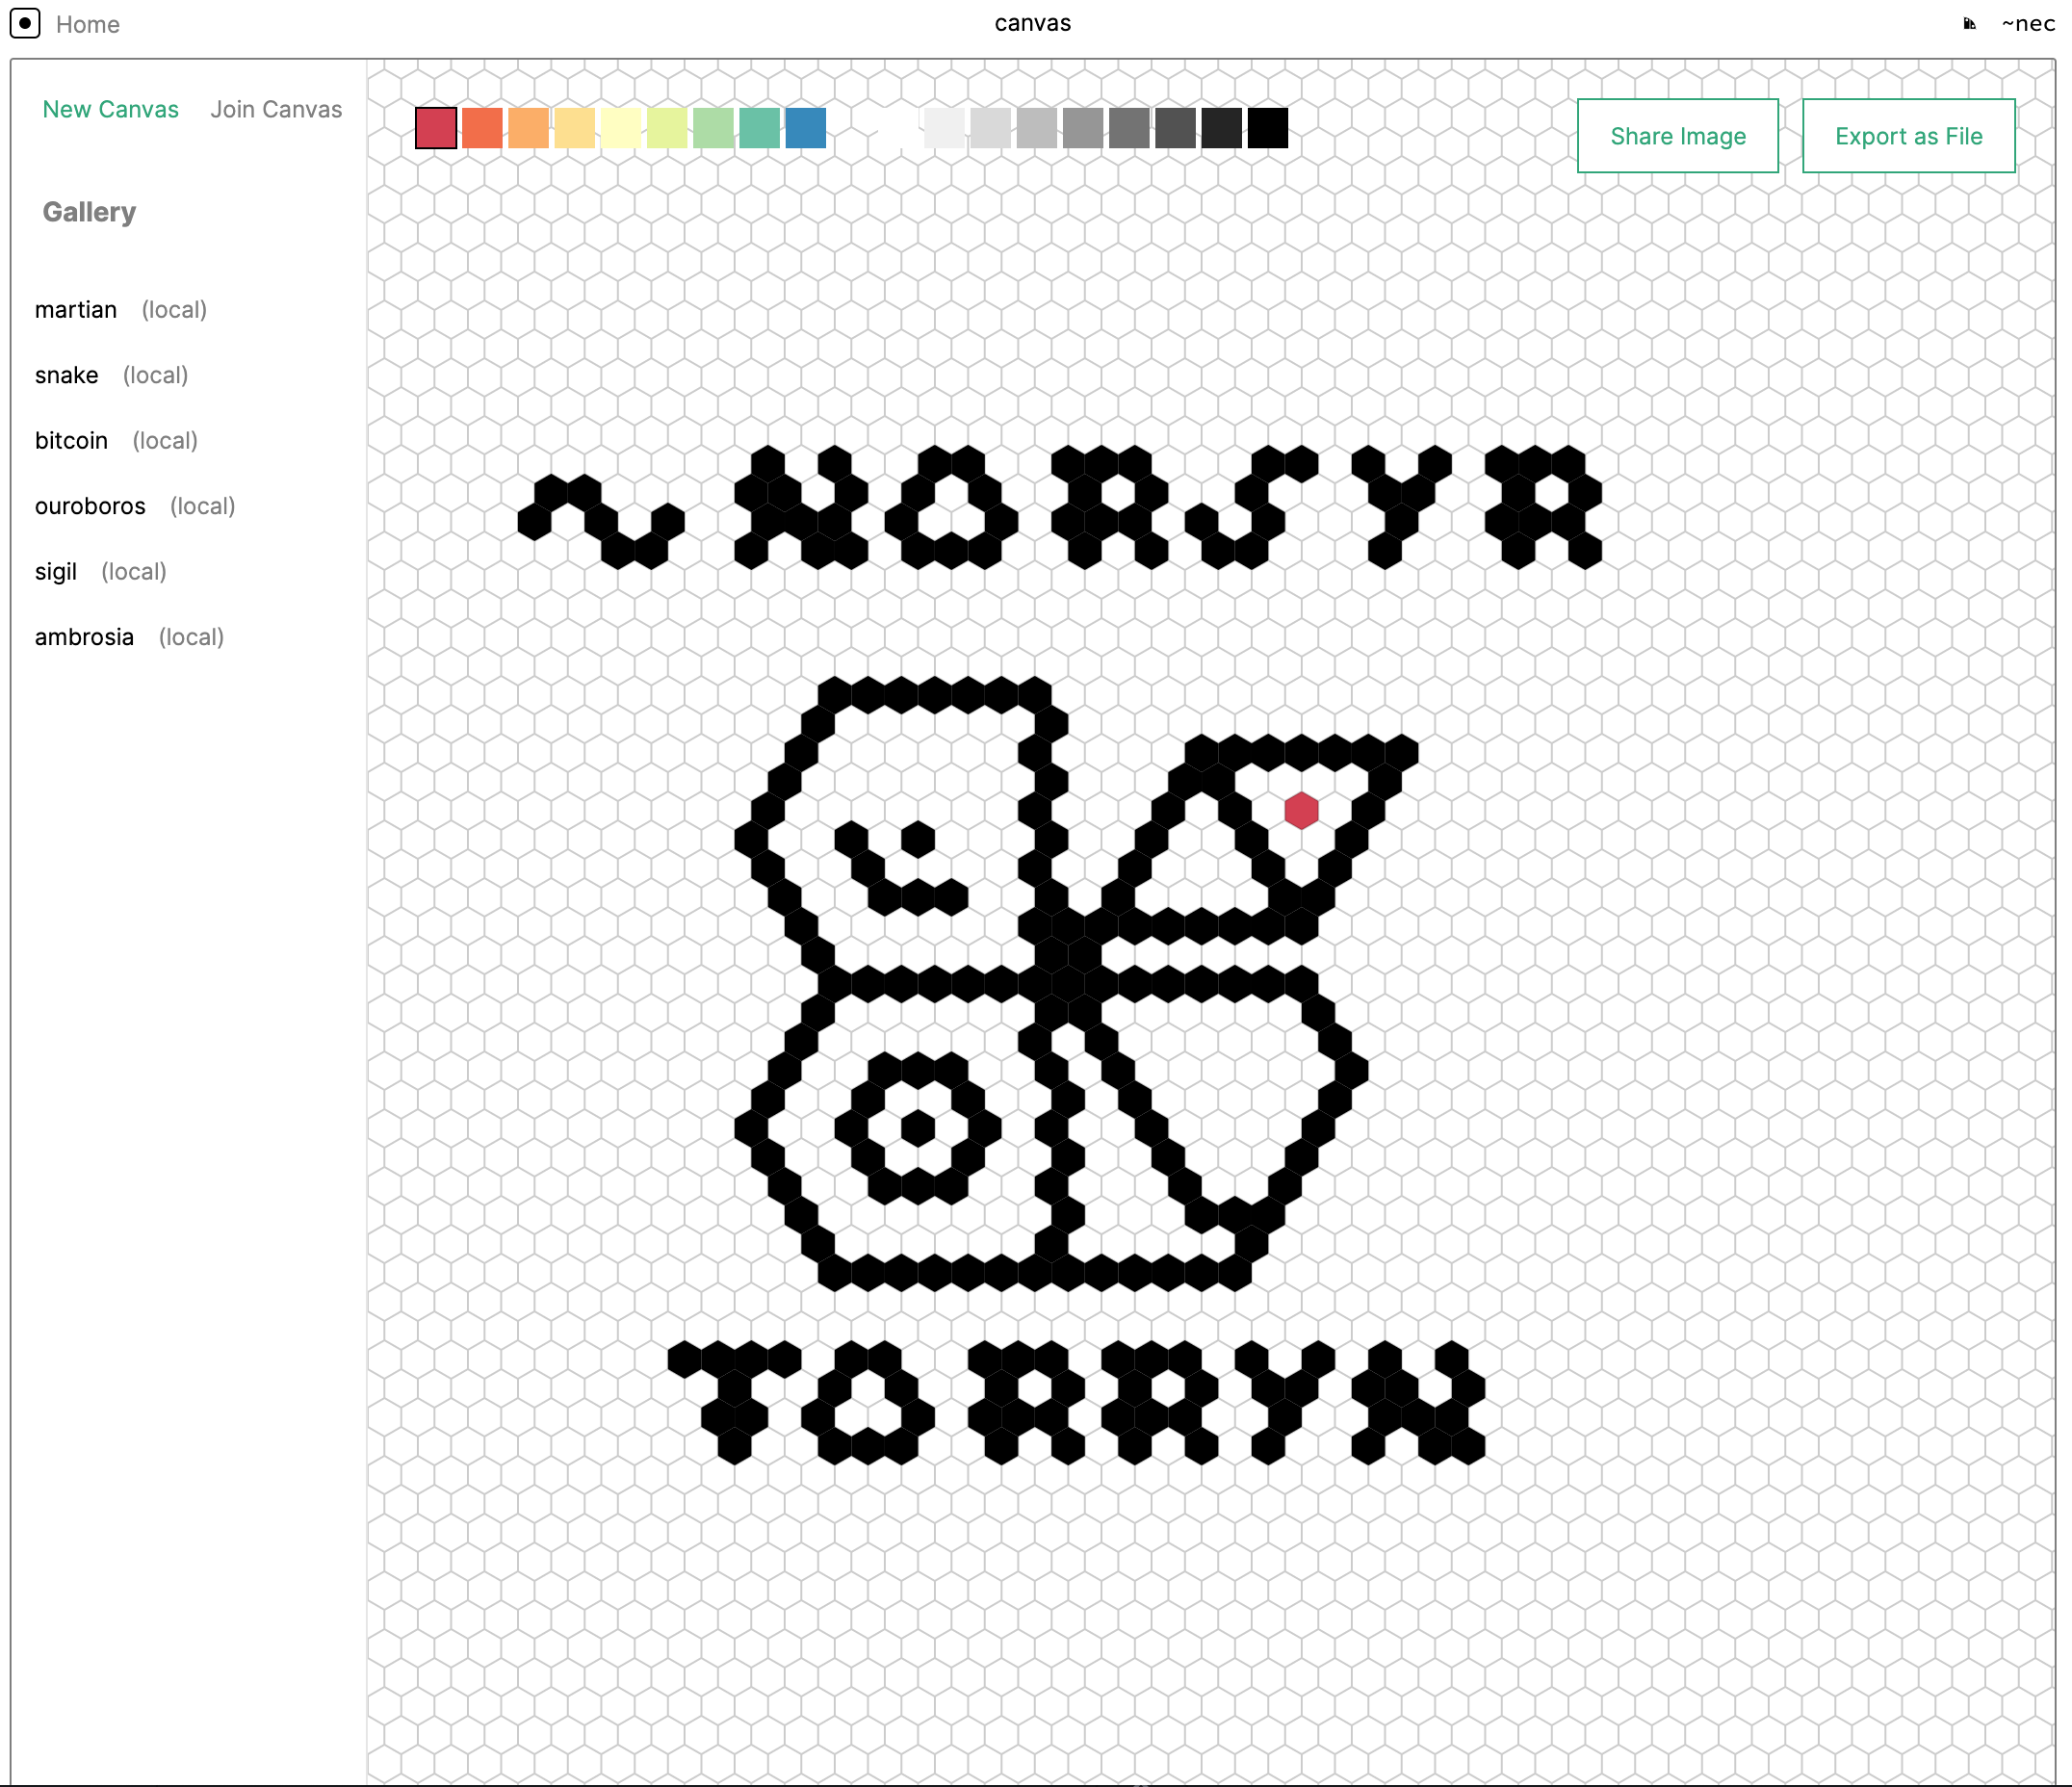 Home
canvas
~nec
New Canvas
Join Canvas
Share Image
Export as File
Gallery
martian (local)
snake (local)
bitcoin (local)
ouroboros (local)
sigil (local)
ambrosia (local)
~NORSYR
TORRYN